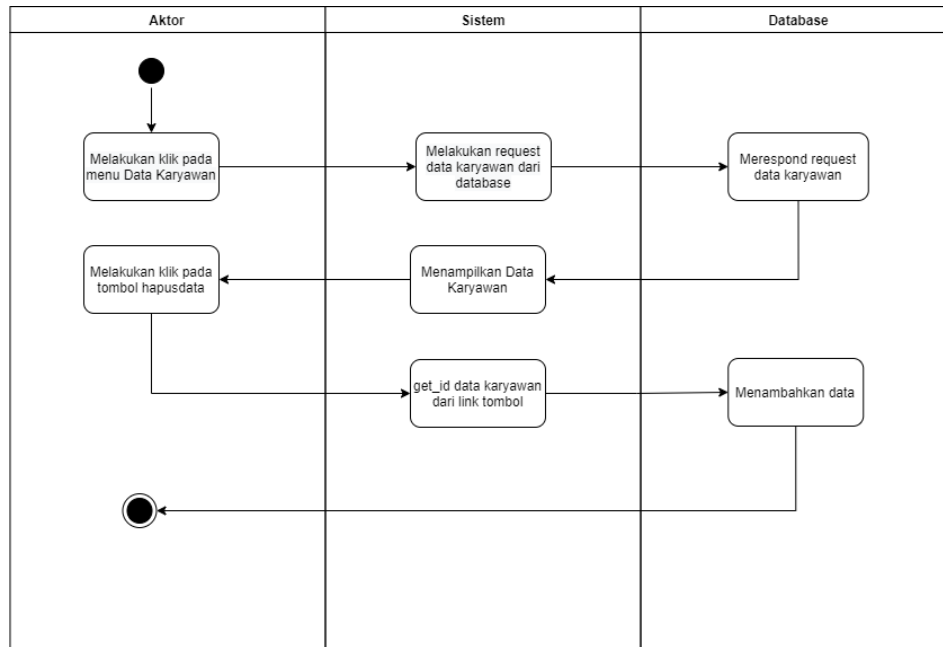 Aktor
Sistem
Database
Melakukan klik pada
menu Data Karyawan
Melakukan request
data karyawan dari
database
Merespond request
data karyawan
Melakukan klik pada
tombol hapusdata
Menampilkan Data
Karyawan
get_id data karyawan
dari link tombol
Menambahkan data